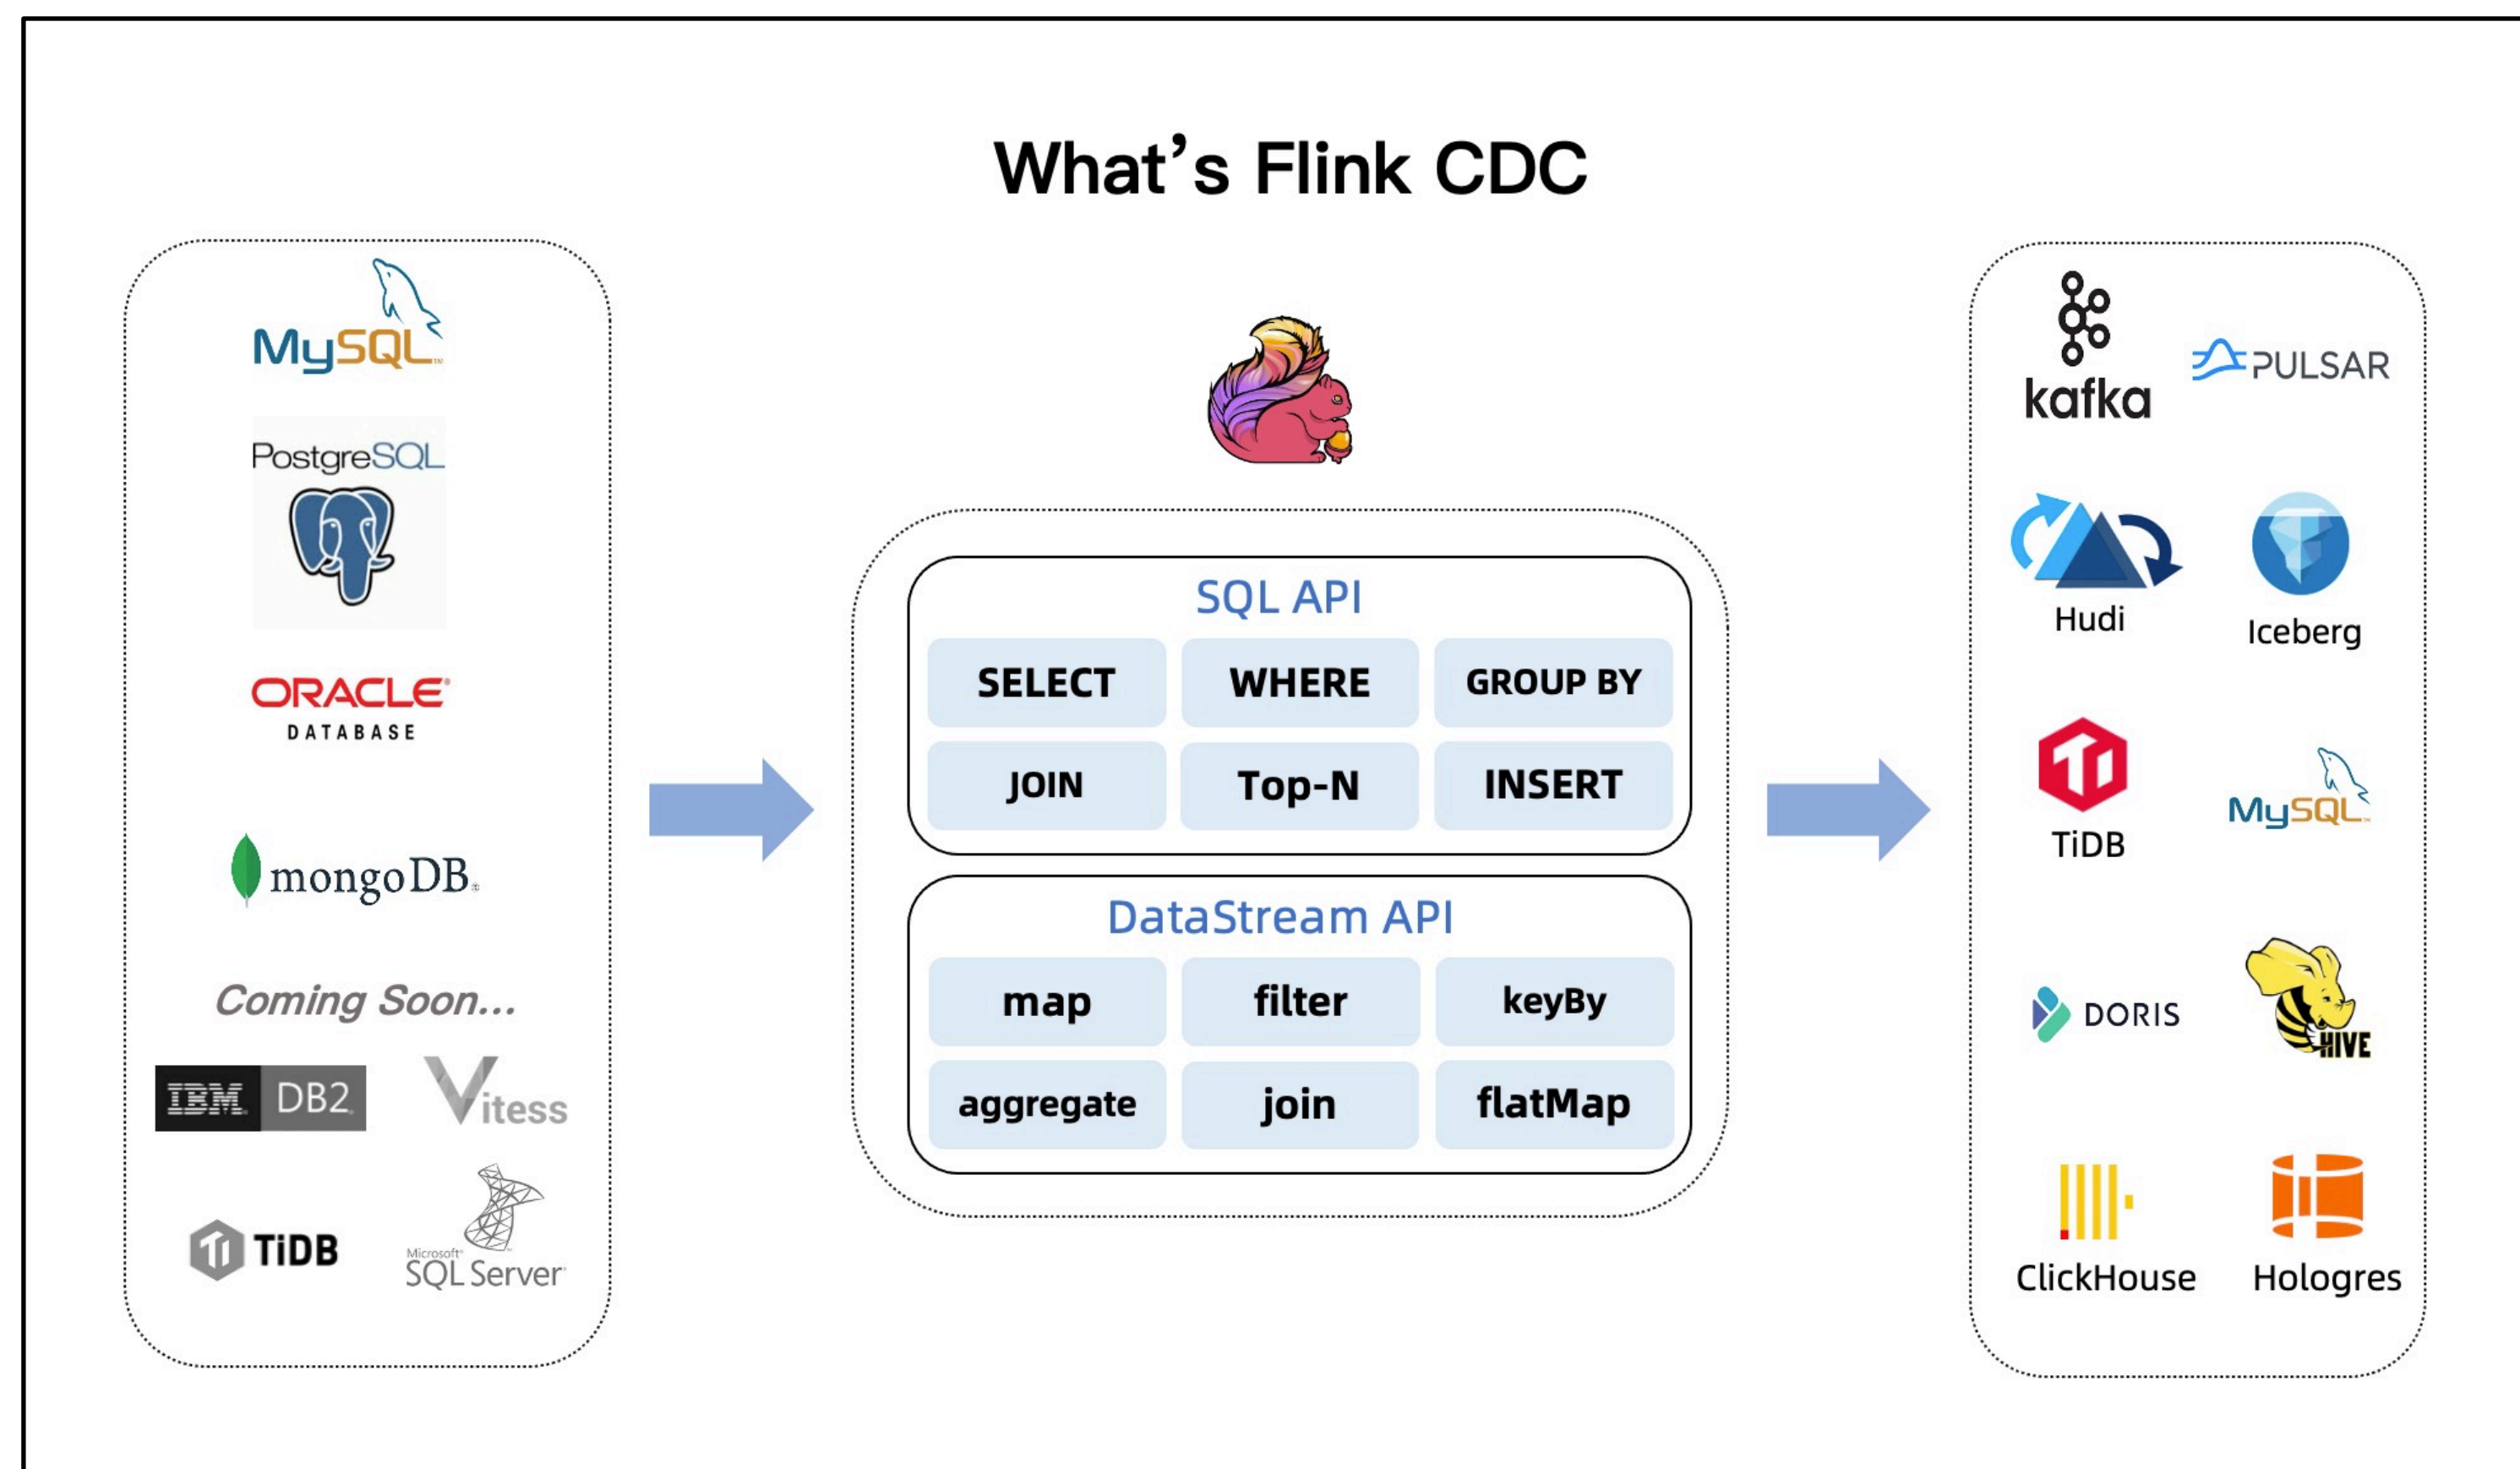 What's Flink CDC
MySQL™
PostgreSQL
ORACLE®
DATABASE
mongoDB®
Coming Soon...
IBM DB2
Vitess
TiDB
Microsoft®
SQL Server®
SQL API
SELECT WHERE GROUP BY
JOIN Top-N INSERT
DataStream API
map filter keyBy
aggregate join flatMap
kafka
PULSAR
Hudi
Iceberg
TiDB
MySQL™
DORIS
HIVE
ClickHouse
Hologres